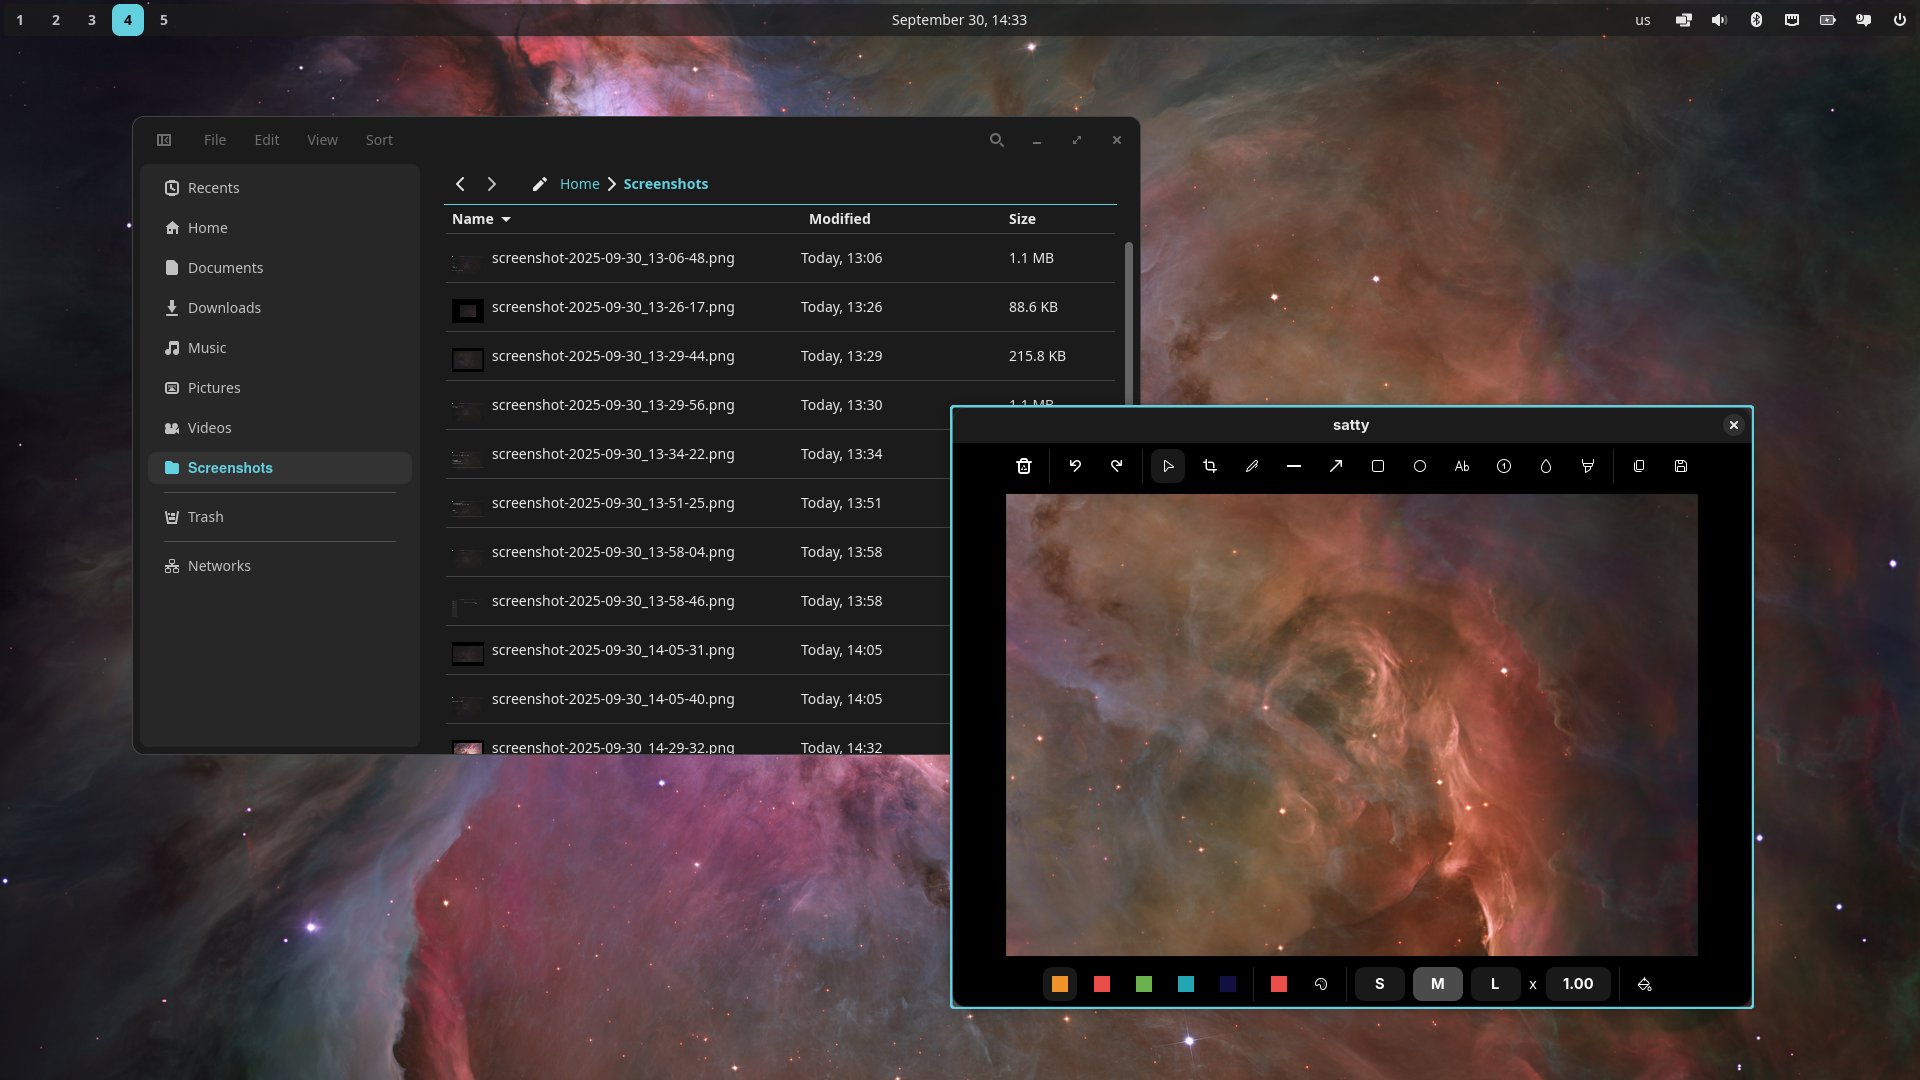 1 2 3 4 5
September 30, 14:33
us
File Edit View Sort
Recents
Home
Documents
Downloads
Music
Pictures
Videos
Screenshots
Trash
Networks
Home Screenshots
Name Modified Size
screenshot-2025-09-30_13-06-48.png Today, 13:06 1.1 MB
screenshot-2025-09-30_13-26-17.png Today, 13:26 88.6 KB
screenshot-2025-09-30_13-29-44.png Today, 13:29 215.8 KB
screenshot-2025-09-30_13-29-56.png Today, 13:30 1.1 MB
screenshot-2025-09-30_13-34-22.png Today, 13:34
screenshot-2025-09-30_13-51-25.png Today, 13:51
screenshot-2025-09-30_13-58-04.png Today, 13:58
screenshot-2025-09-30_13-58-46.png Today, 13:58
screenshot-2025-09-30_14-05-31.png Today, 14:05
screenshot-2025-09-30_14-05-40.png Today, 14:05
screenshot-2025-09-30_14-29-32.png Today, 14:32
satty
Ab 1
S M L x 1.00